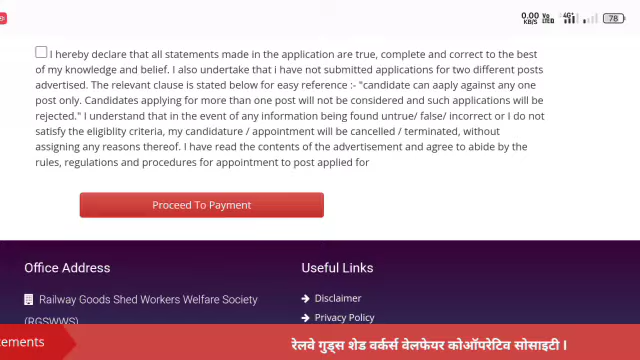 0.00 KB/S Vo LTE 4G+ 78
I hereby declare that all statements made in the application are true, complete and correct to the best
of my knowledge and belief. I also undertake that i have not submitted applications for two different posts
advertised. The relevant clause is stated below for easy reference :- "candidate can aaply against any one
post only. Candidates applying for more than one post will not be considered and such applications will be
rejected." I understand that in the event of any information being found untrue/ false/ incorrect or I do not
satisfy the eligiblity criteria, my candidature / appointment will be cancelled / terminated, without
assigning any reasons thereof. I have read the contents of the advertisement and agree to abide by the
rules, regulations and procedures for appointment to post applied for
Proceed To Payment
Office Address
Useful Links
Railway Goods Shed Workers Welfare Society
(RGSWWS)
Disclaimer
Privacy Policy
ements
रेलवे गुड्स शेड वर्कर्स वेलफेयर कोऑपरेटिव सोसाइटी I